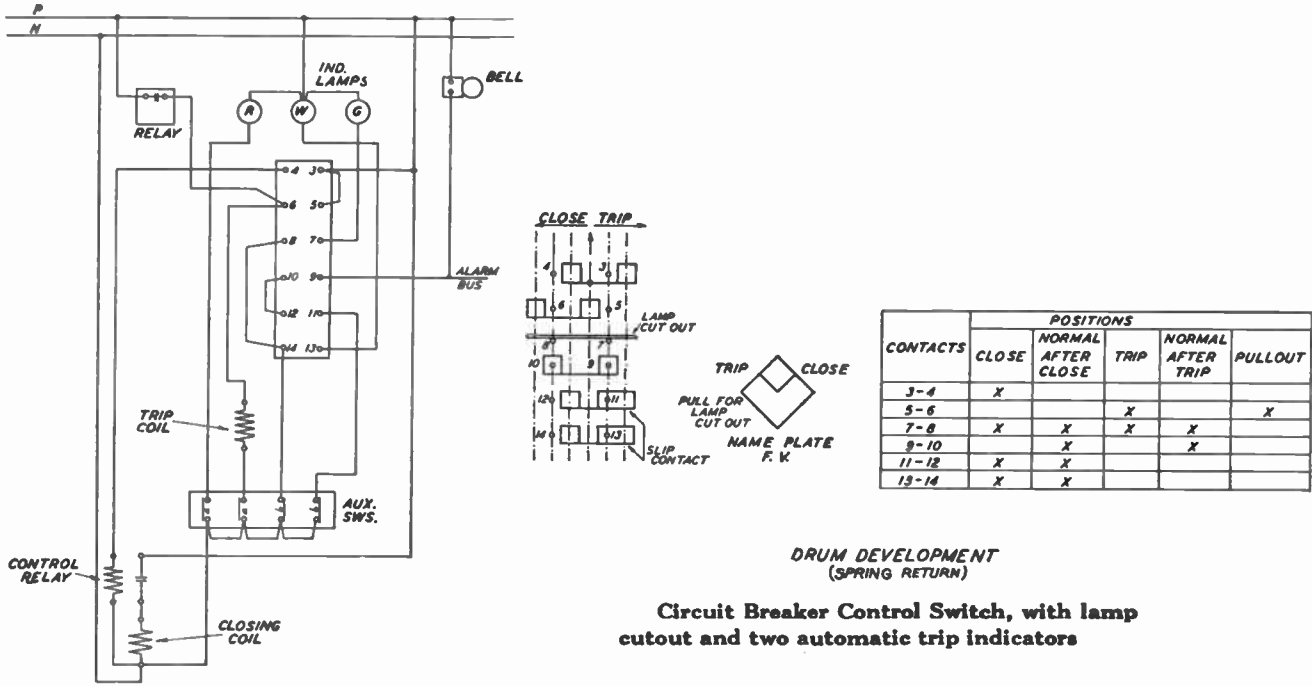 P
N
IND.
LAMPS
BELL
R W G
RELAY
4 3
6 5
8 7
10 9
ALARM
BUS
12 11
14 13
TRIP
COIL
a a b b
AUX.
SWS.
CONTROL
RELAY
CLOSING
COIL
CLOSE TRIP
4 3
6 5
LAMP
CUT OUT
8 7
10 9
12 11
14 13
SLIP
CONTACT
TRIP CLOSE
PULL FOR
LAMP
CUT OUT
NAME PLATE
F. V.
CONTACTS POSITIONS
CLOSE NORMAL AFTER CLOSE TRIP NORMAL AFTER TRIP PULLOUT
3-4 X
5-6 X X
7-8 X X X X
9-10 X X
11-12 X X
13-14 X X
DRUM DEVELOPMENT
(SPRING RETURN)
Circuit Breaker Control Switch, with lamp
cutout and two automatic trip indicators